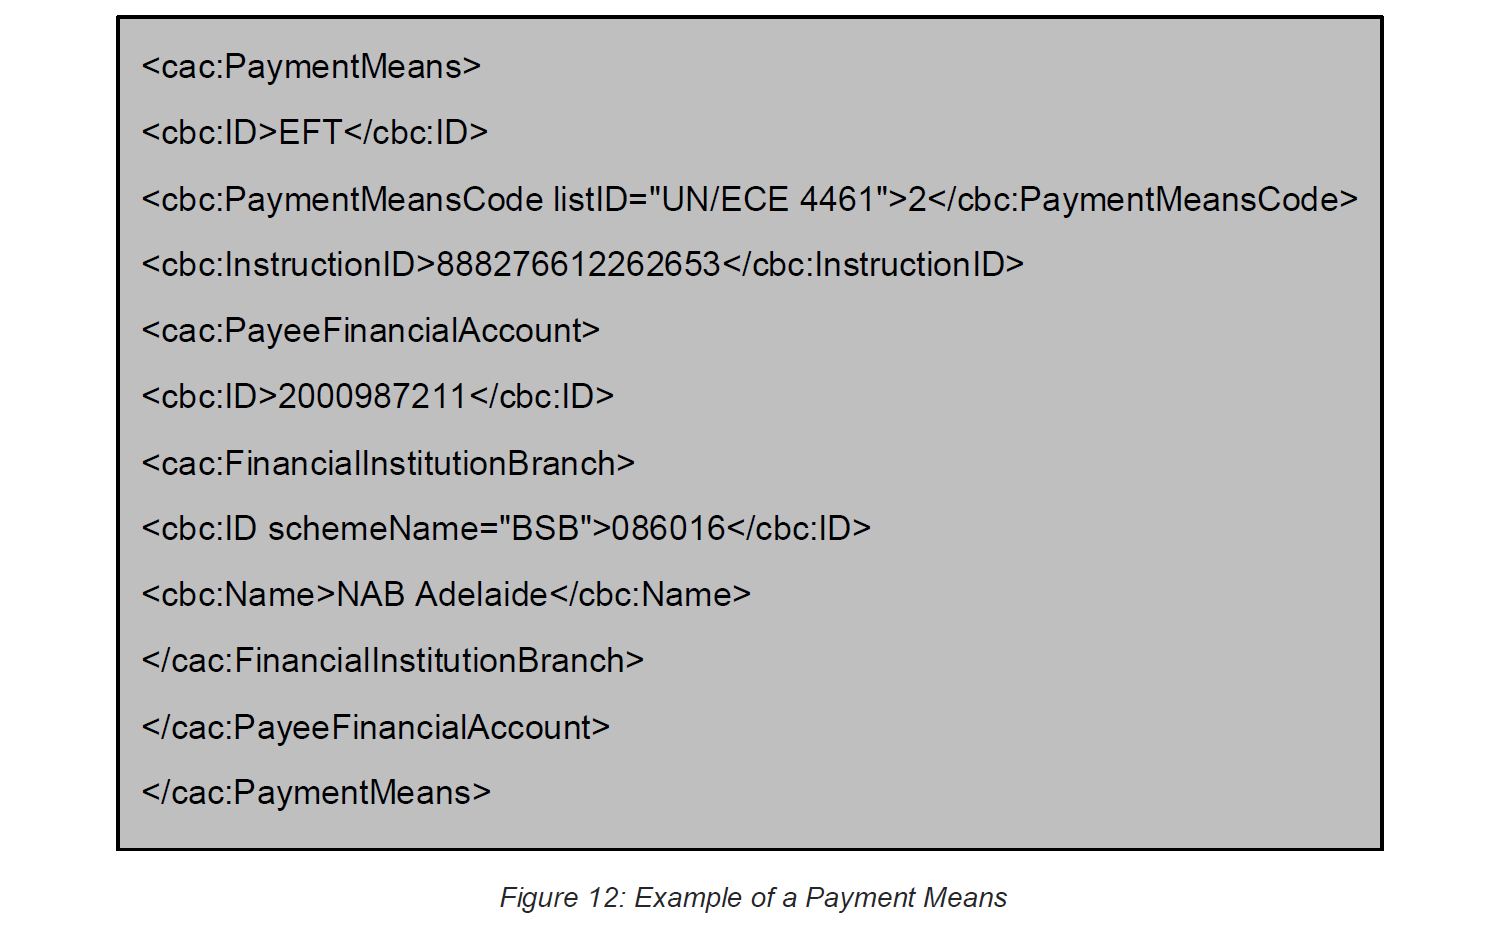 <cac:PaymentMeans>
<cbc:ID>EFT</cbc:ID>
<cbc:PaymentMeansCode listID="UN/ECE 4461">2</cbc:PaymentMeansCode>
<cbc:InstructionID>888276612262653</cbc:InstructionID>
<cac:PayeeFinancialAccount>
<cbc:ID>2000987211</cbc:ID>
<cac:FinancialInstitutionBranch>
<cbc:ID schemeName="BSB">086016</cbc:ID>
<cbc:Name>NAB Adelaide</cbc:Name>
</cac:FinancialInstitutionBranch>
</cac:PayeeFinancialAccount>
</cac:PaymentMeans>
Figure 12: Example of a Payment Means